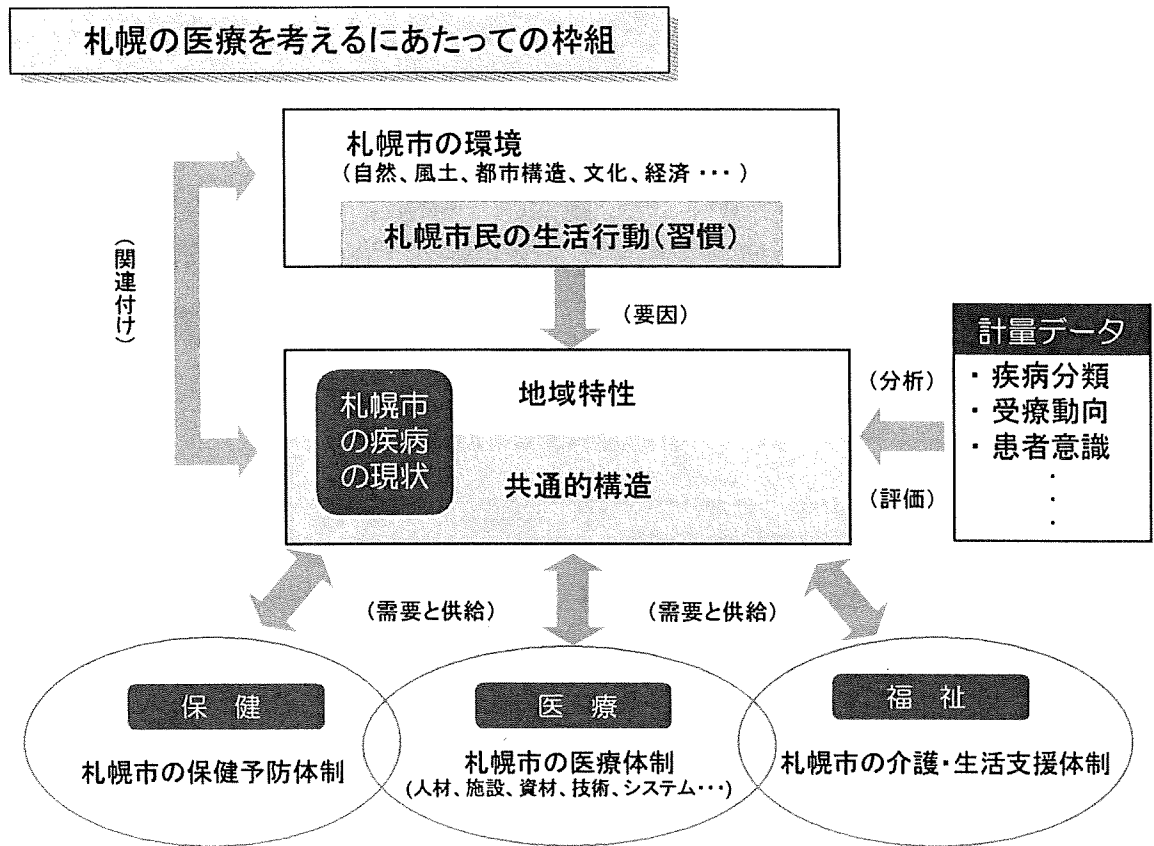 札幌の医療を考えるにあたっての枠組
札幌市の環境
（自然、風土、都市構造、文化、経済・・・）
札幌市民の生活行動（習慣）
（関連付け）
（要因）
札幌市
の疾病
の現状
地域特性
共通的構造
（分析）
（評価）
計量データ
・疾病分類
・受療動向
・患者意識
・
・
・
（需要と供給）
（需要と供給）
保健
札幌市の保健予防体制
医療
札幌市の医療体制
（人材、施設、資材、技術、システム・・・）
福祉
札幌市の介護・生活支援体制